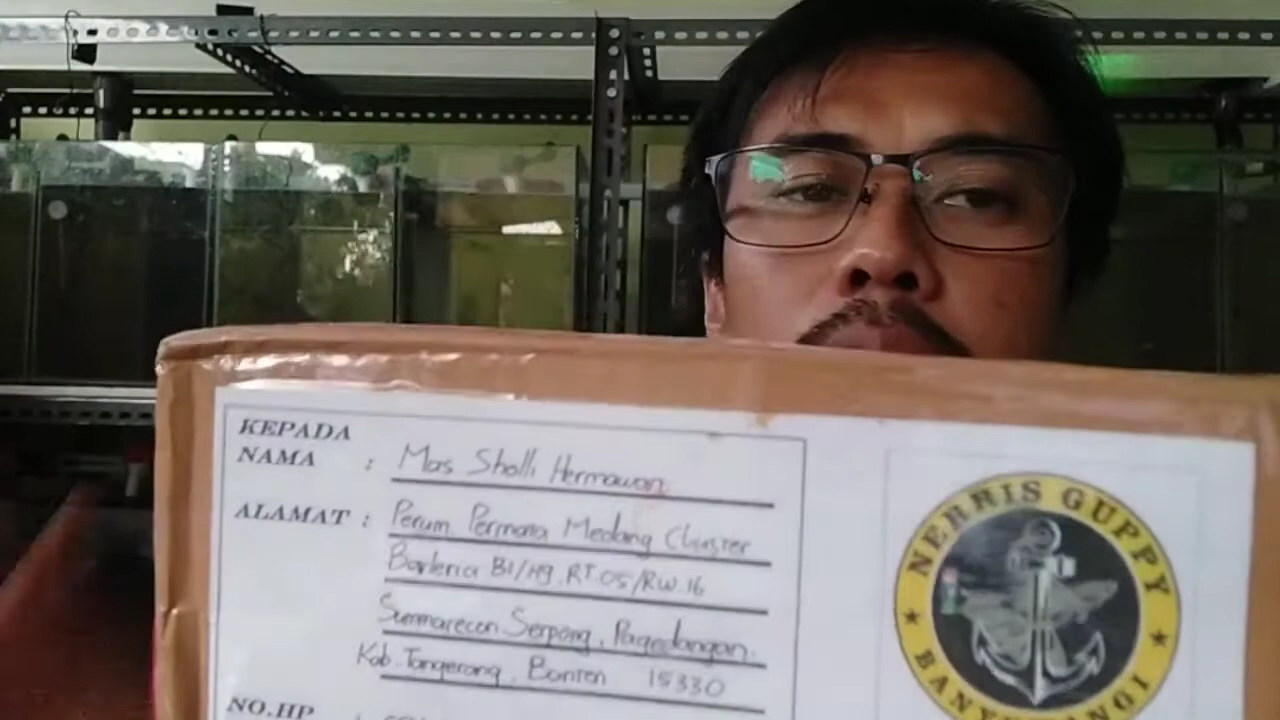 KEPADA
NAMA : Mas Sholli Hermawan
ALAMAT : Perum Permata Medang Cluster
Barleria B1/H9, RT.05/RW.16
Summarecon Serpong, Pagedangan.
Kab. Tangerang, Banten 15330
NO.HP :
NERRIS GUPPY
BANYUWANGI